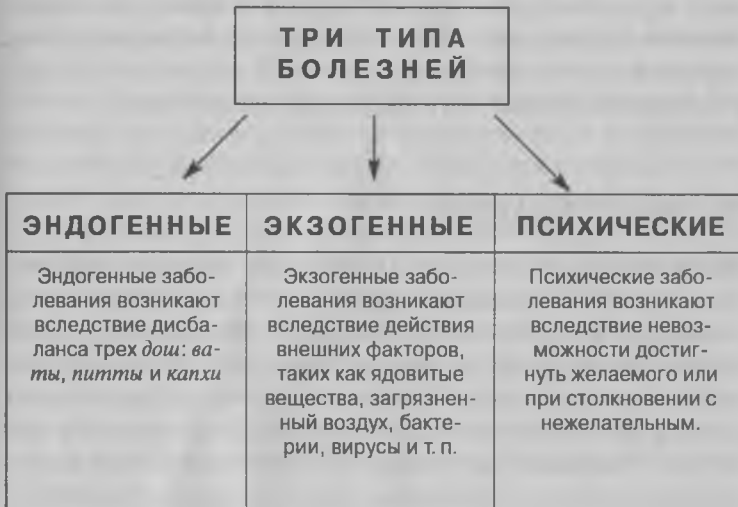 ТРИ ТИПА
БОЛЕЗНЕЙ
ЭНДОГЕННЫЕ
Эндогенные забо-
левания возникают
вследствие дисба-
ланса трех дош: ва-
ты, питты и капхи
ЭКЗОГЕННЫЕ
Экзогенные забо-
левания возникают
вследствие действия
внешних факторов,
таких как ядовитые
вещества, загрязнен-
ный воздух, бакте-
рии, вирусы и т. п.
ПСИХИЧЕСКИЕ
Психические забо-
левания возникают
вследствие невоз-
можности достиг-
нуть желаемого или
при столкновении с
нежелательным.